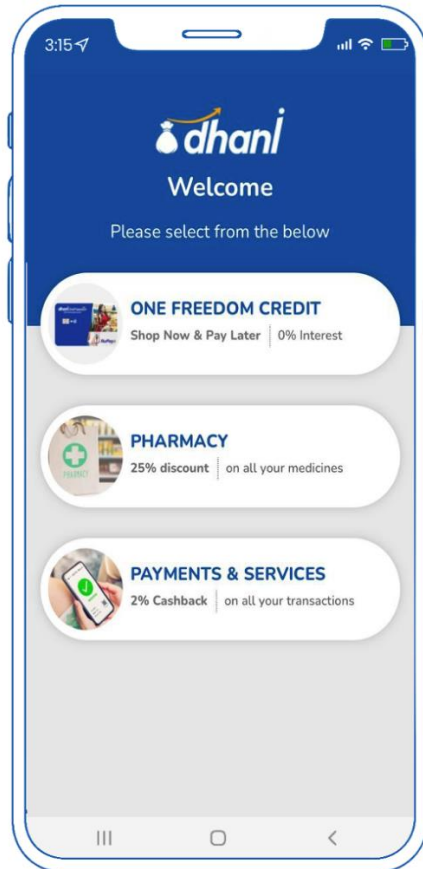 3:15
dhani
Welcome
Please select from the below
ONE FREEDOM CREDIT
Shop Now & Pay Later 0% Interest
PHARMACY
25% discount on all your medicines
PHARMACY
PAYMENTS & SERVICES
2% Cashback on all your transactions